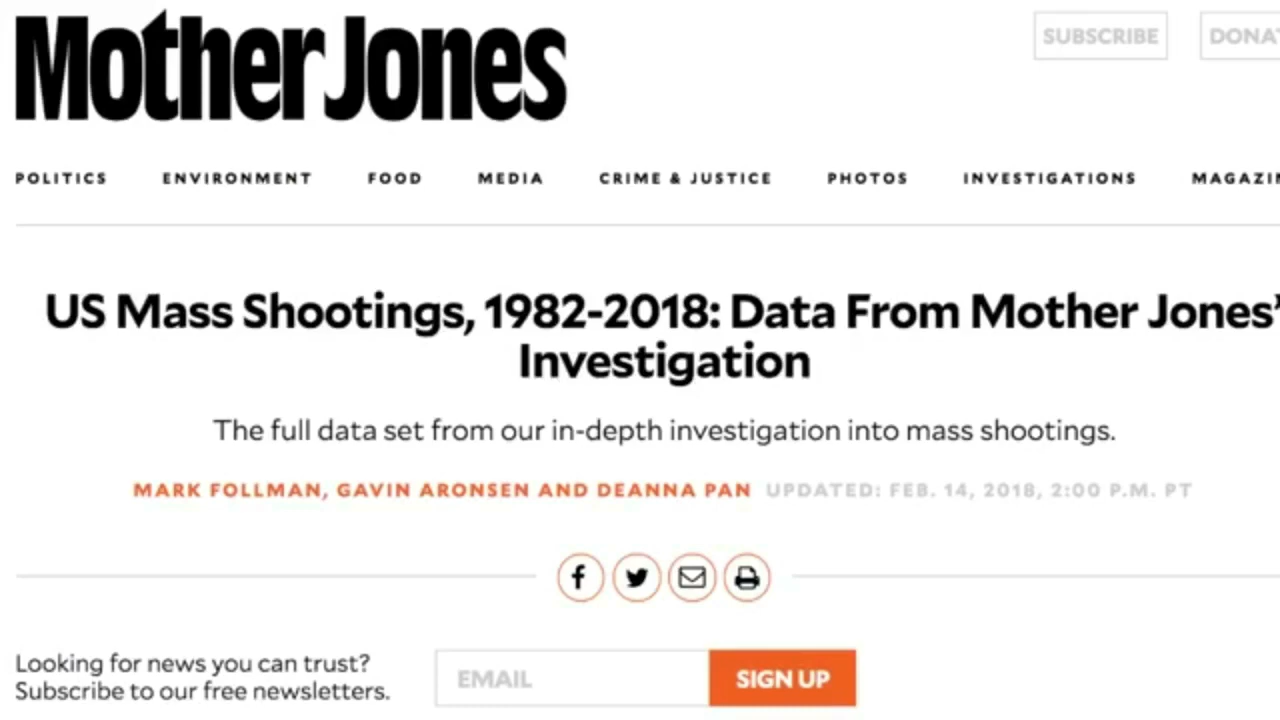 Mother Jones
SUBSCRIBE
POLITICS ENVIRONMENT FOOD MEDIA CRIME & JUSTICE PHOTOS INVESTIGATIONS
US Mass Shootings, 1982-2018: Data From Mother Jones’
Investigation
The full data set from our in-depth investigation into mass shootings.
MARK FOLLMAN, GAVIN ARONSEN AND DEANNA PAN UPDATED: FEB. 14, 2018, 2:00 P.M. PT
Looking for news you can trust?
Subscribe to our free newsletters.
EMAIL SIGN UP